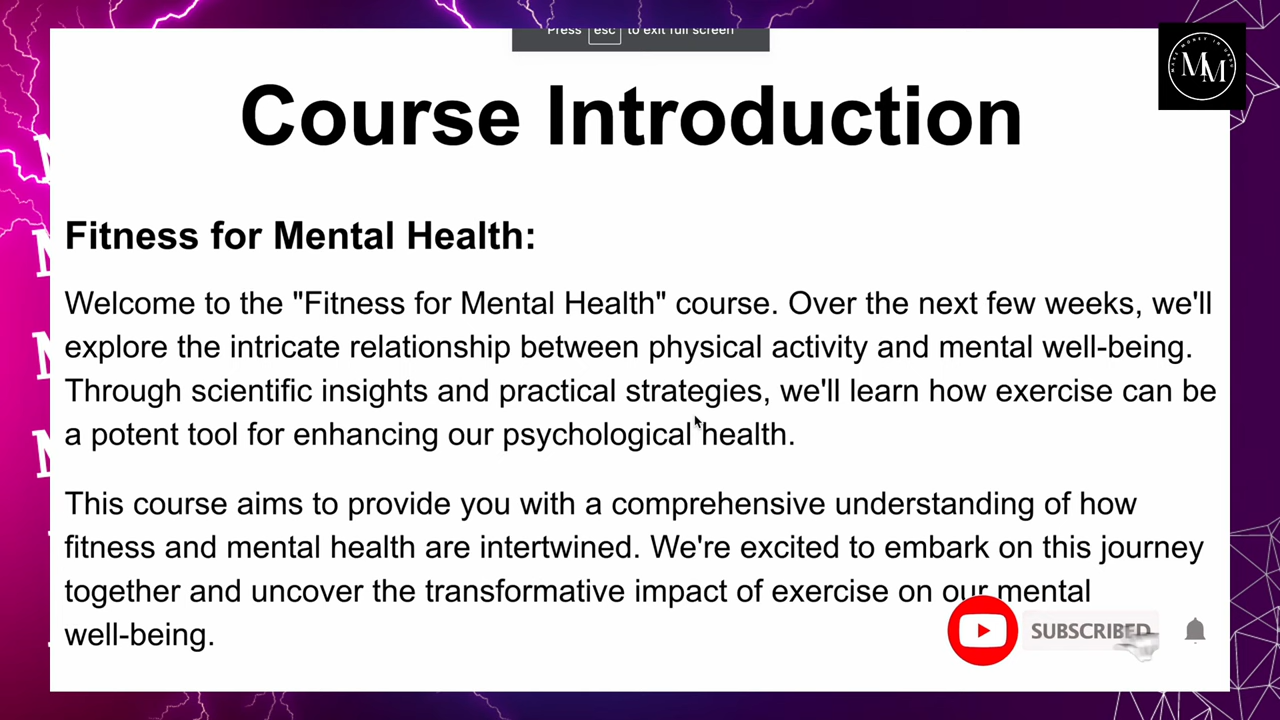 Press esc to exit full screen
MAKE MONEY IN DAYS
MM
Course Introduction
Fitness for Mental Health:
Welcome to the "Fitness for Mental Health" course. Over the next few weeks, we'll
explore the intricate relationship between physical activity and mental well-being.
Through scientific insights and practical strategies, we'll learn how exercise can be
a potent tool for enhancing our psychological health.
This course aims to provide you with a comprehensive understanding of how
fitness and mental health are intertwined. We're excited to embark on this journey
together and uncover the transformative impact of exercise on our mental
well-being.
SUBSCRIBED